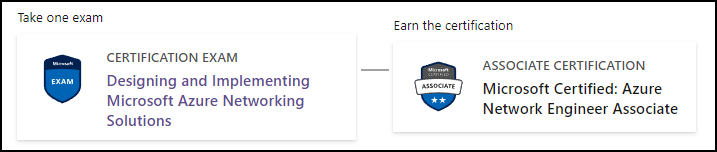 Take one exam
Earn the certification
Microsoft
EXAM
CERTIFICATION EXAM
Designing and Implementing
Microsoft Azure Networking
Solutions
Microsoft
CERTIFIED
ASSOCIATE
ASSOCIATE CERTIFICATION
Microsoft Certified: Azure
Network Engineer Associate